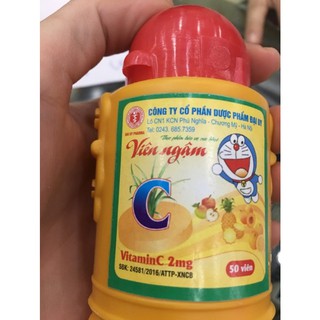 CÔNG TY CỔ PHẦN DƯỢC PHẨM ĐẠI UY
Lô CN1 KCN Phú Nghĩa - Chương Mỹ - Hà Nội
Tel: 0243. 685.7359
Viên ngậm
C
VitaminC 2mg
SĐK: 24581/2016/ATTP-XNCB
50 viên